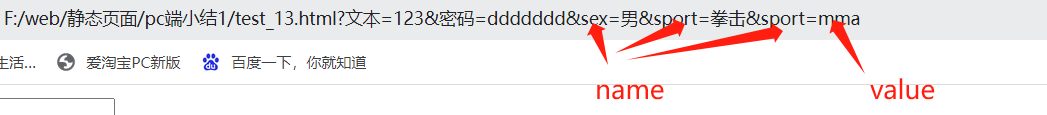 F:/web/静态页面/pc端小结1/test_13.html?文本=123&密码=ddddddd&sex=男&sport=拳击&sport=mma
生活... 爱淘宝PC新版 百度一下，你就知道
name value